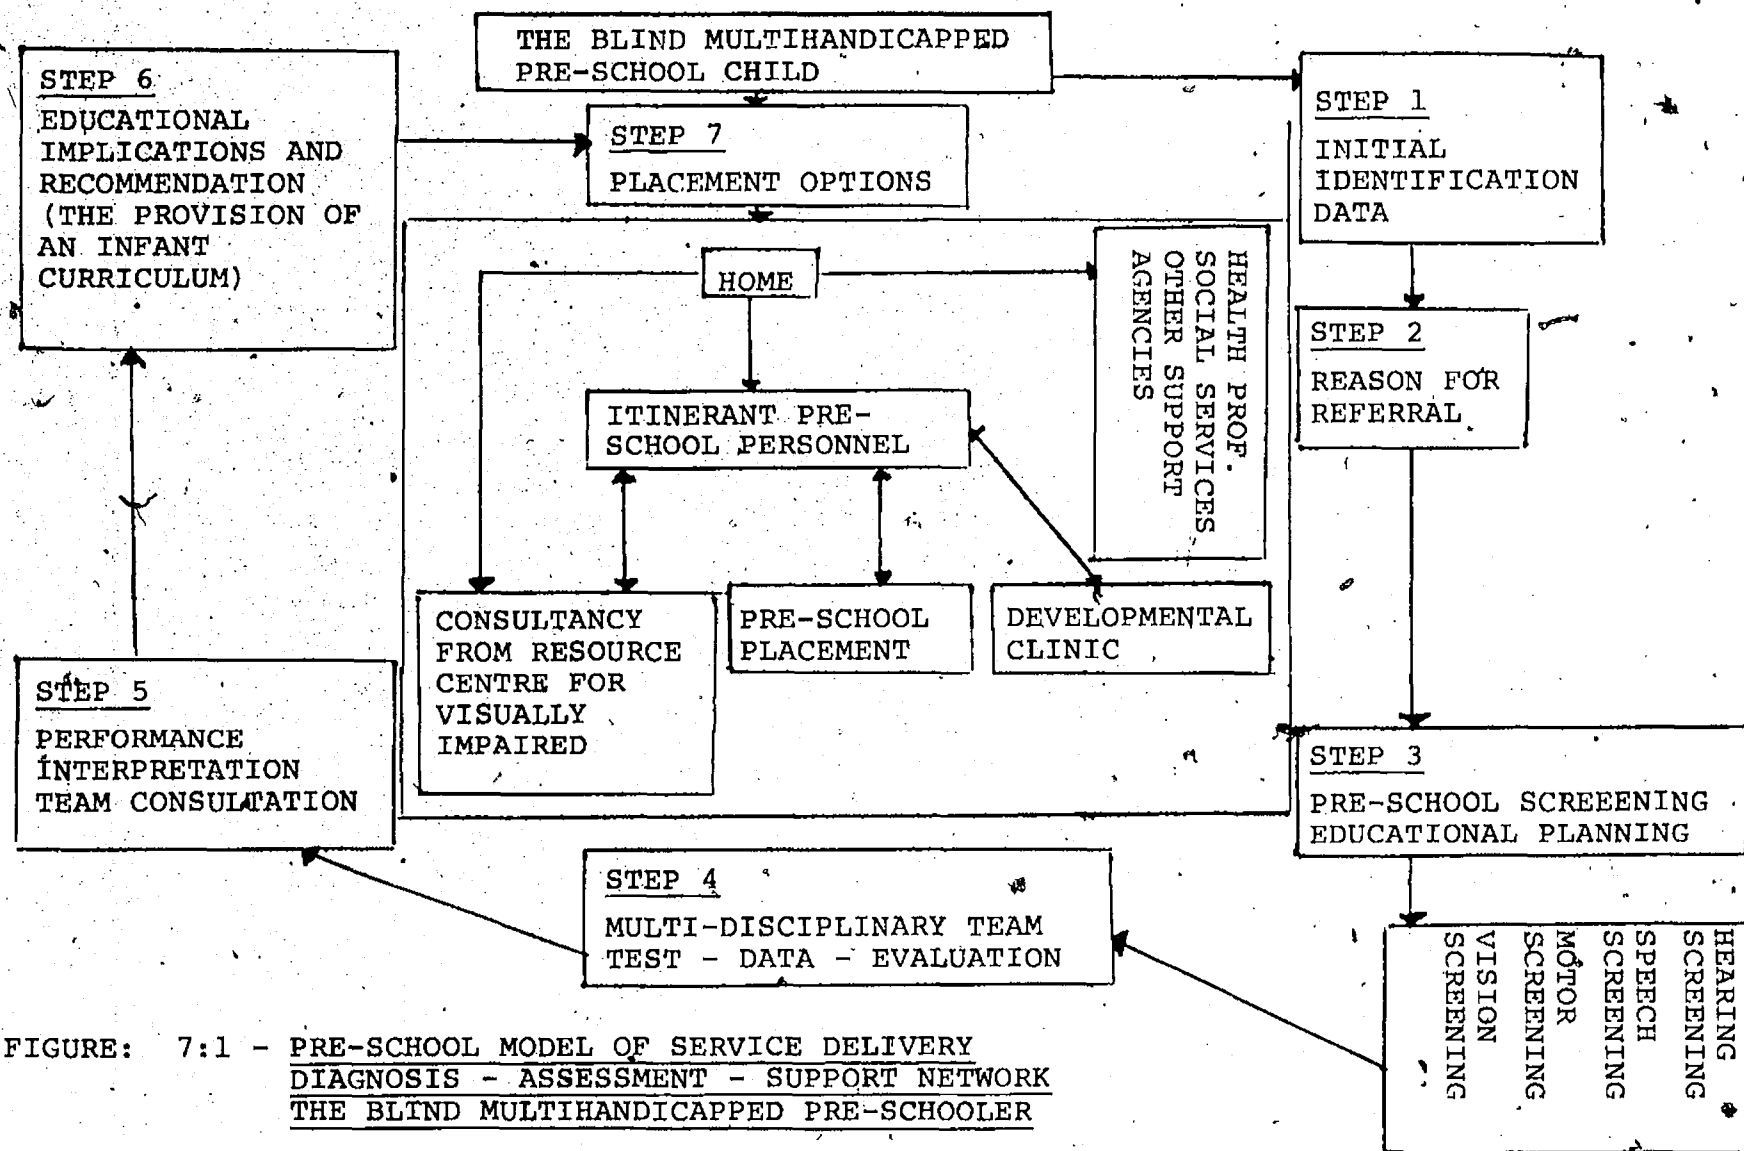 THE BLIND MULTIHANDICAPPED
PRE-SCHOOL CHILD
STEP 1
INITIAL
IDENTIFICATION
DATA
STEP 2
REASON FOR
REFERRAL
STEP 3
PRE-SCHOOL SCREEENING
EDUCATIONAL PLANNING
HEARING
SCREENING
SPEECH
SCREENING
MOTOR
SCREENING
VISION
SCREENING
STEP 4
MULTI-DISCIPLINARY TEAM
TEST - DATA - EVALUATION
STEP 5
PERFORMANCE
INTERPRETATION
TEAM CONSULTATION
STEP 6
EDUCATIONAL
IMPLICATIONS AND
RECOMMENDATION
(THE PROVISION OF
AN INFANT
CURRICULUM)
STEP 7
PLACEMENT OPTIONS
HOME
HEALTH PROF.
SOCIAL SERVICES
OTHER SUPPORT
AGENCIES
ITINERANT PRE-
SCHOOL PERSONNEL
CONSULTANCY
FROM RESOURCE
CENTRE FOR
VISUALLY
IMPAIRED
PRE-SCHOOL
PLACEMENT
DEVELOPMENTAL
CLINIC
FIGURE: 7:1 - PRE-SCHOOL MODEL OF SERVICE DELIVERY
DIAGNOSIS - ASSESSMENT - SUPPORT NETWORK
THE BLIND MULTIHANDICAPPED PRE-SCHOOLER